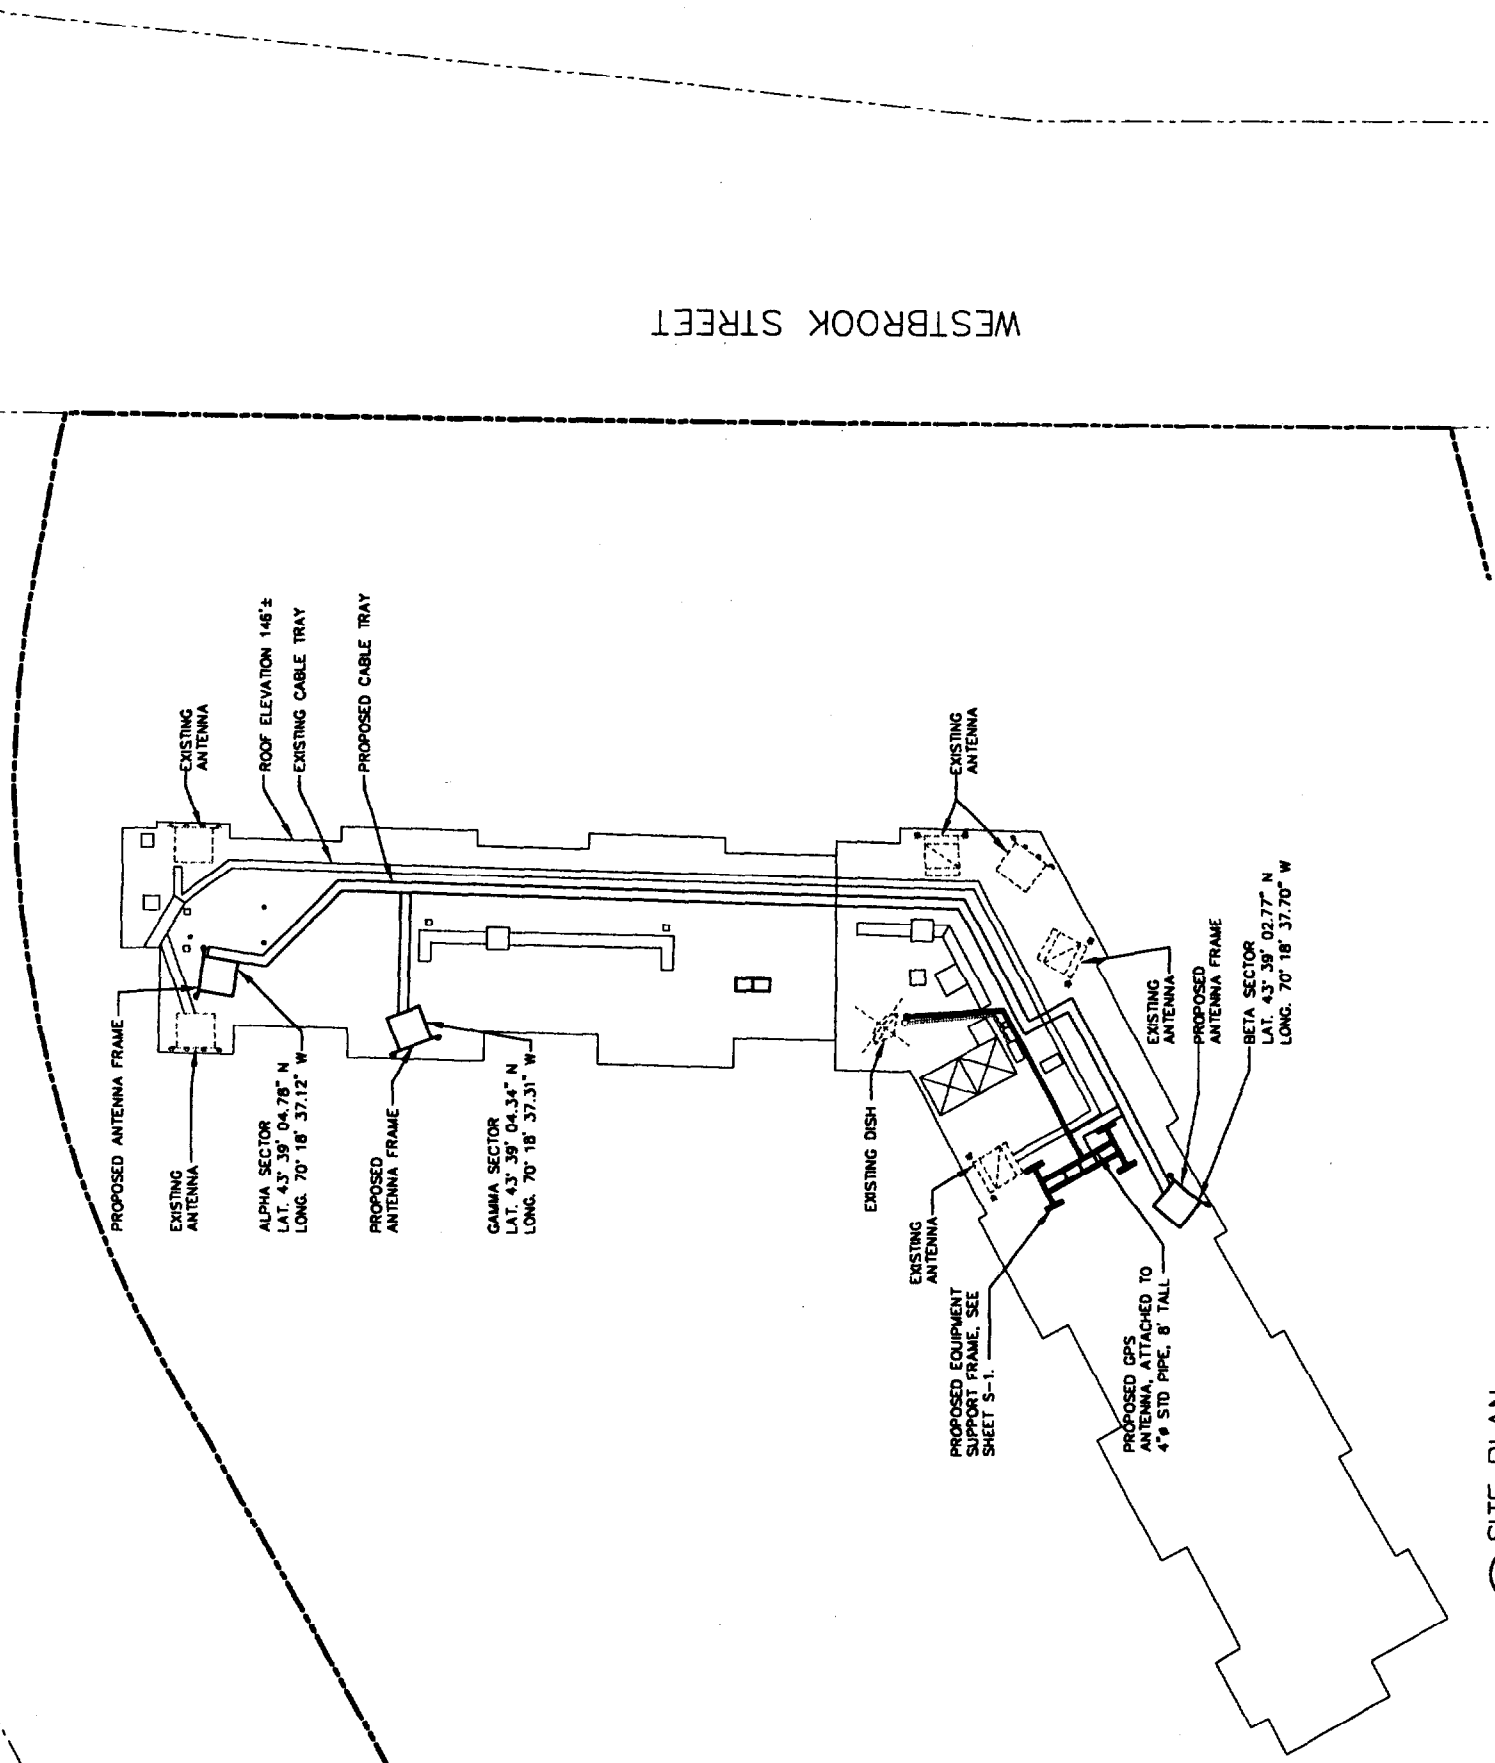 WESTBROOK STREET
EXISTING
ANTENNA
ROOF ELEVATION 146'±
EXISTING CABLE TRAY
PROPOSED CABLE TRAY
EXISTING
ANTENNA
PROPOSED ANTENNA FRAME
EXISTING
ANTENNA
ALPHA SECTOR
LAT. 43° 39' 04.78" N
LONG. 70° 18' 37.12" W
PROPOSED
ANTENNA FRAME
GAMMA SECTOR
LAT. 43° 39' 04.34" N
LONG. 70° 18' 37.31" W
EXISTING DISH
EXISTING
ANTENNA
PROPOSED EQUIPMENT
SUPPORT FRAME, SEE
SHEET S-1.
PROPOSED GPS
ANTENNA, ATTACHED TO
4"ø STD PIPE, 8' TALL
EXISTING
ANTENNA
PROPOSED
ANTENNA FRAME
BETA SECTOR
LAT. 43° 39' 02.77" N
LONG. 70° 18' 37.70" W
SITE PLAN